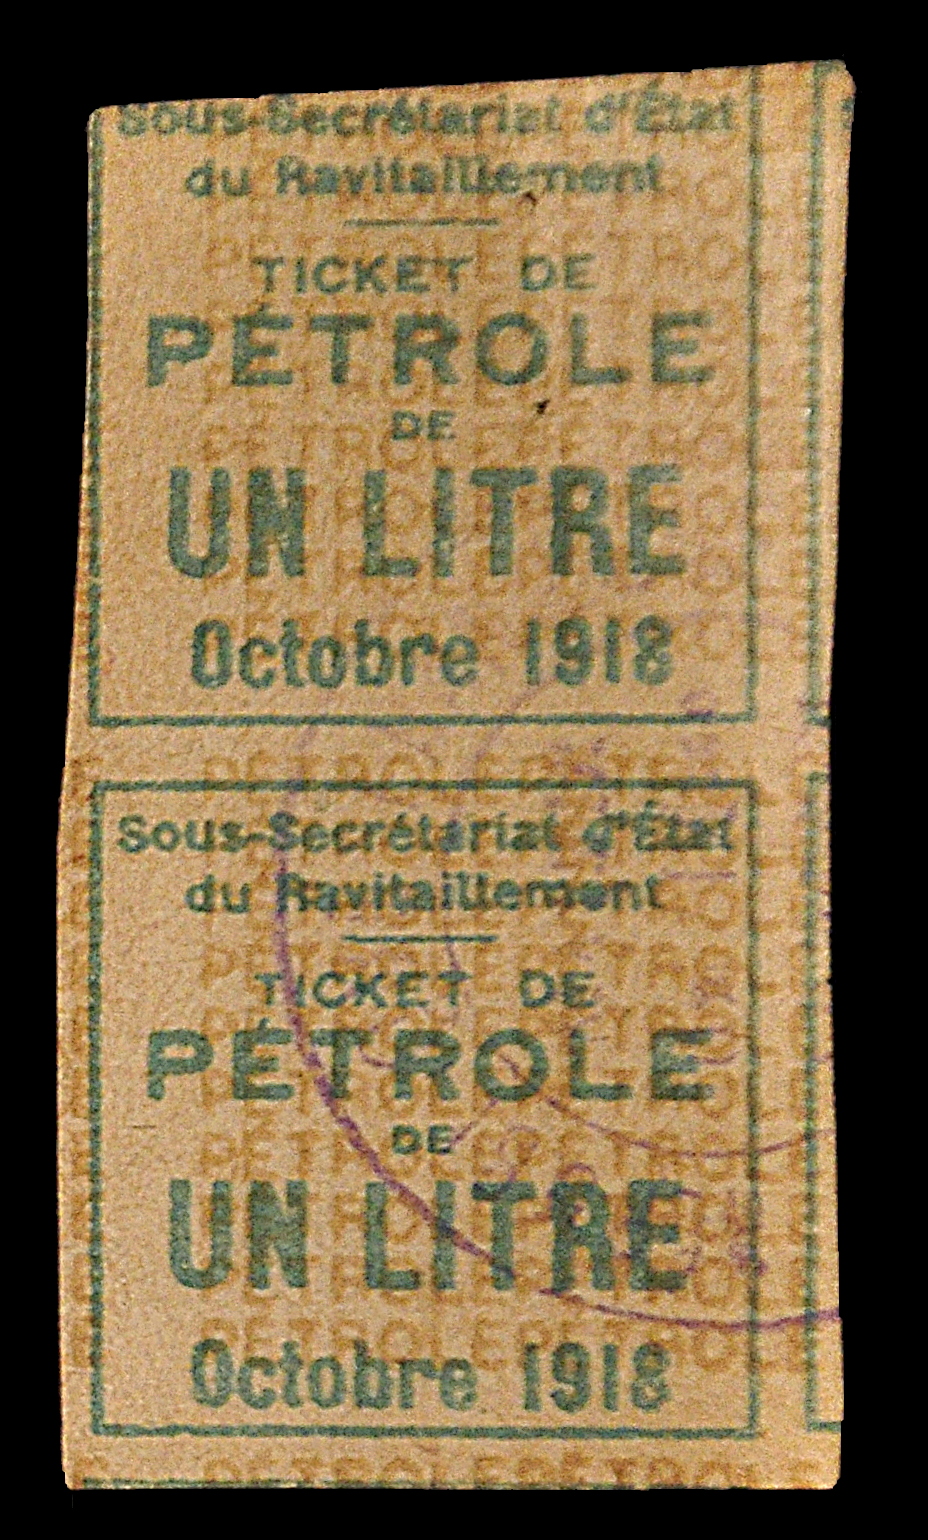 Sous-Secrétariat d'État
du Ravitaillement
TICKET DE
PÉTROLE
DE
UN LITRE
Octobre 1918
Sous-Secrétariat d'État
du Ravitaillement
TICKET DE
PÉTROLE
DE
UN LITRE
Octobre 1918